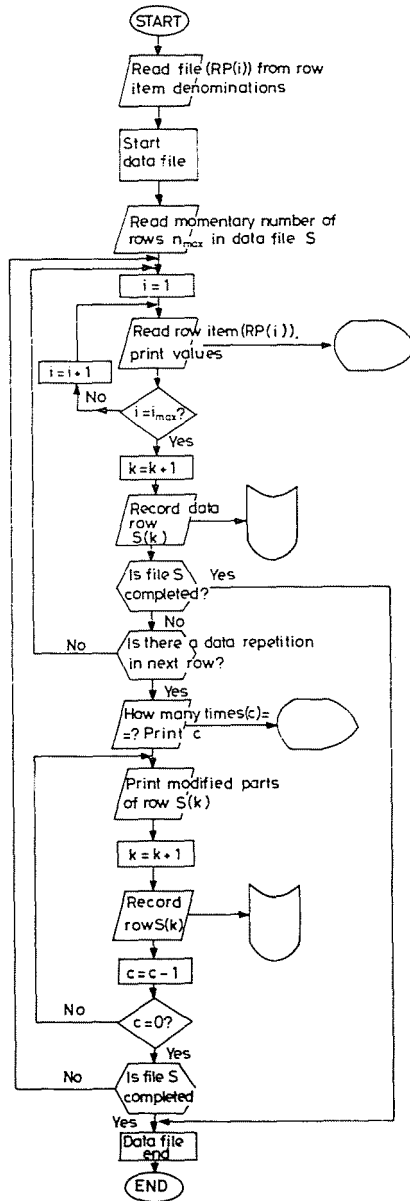 START
Read file (RP(i)) from row
item denominations
Start
data file
Read momentary number of
rows nmax in data file S
i = 1
Read row item (RP(i)),
print values
i = i + 1
No
i = imax?
Yes
k = k + 1
Record data
row
S(k)
Is file S
completed?
Yes
No
No
Is there a data repetition
in next row?
Yes
How many times(c)=
=? Print c
Print modified parts
of row S(k)
k = k + 1
Record
row S(k)
c = c - 1
No
c = 0?
Yes
No
Is file S
completed
Yes
Data file
end
END